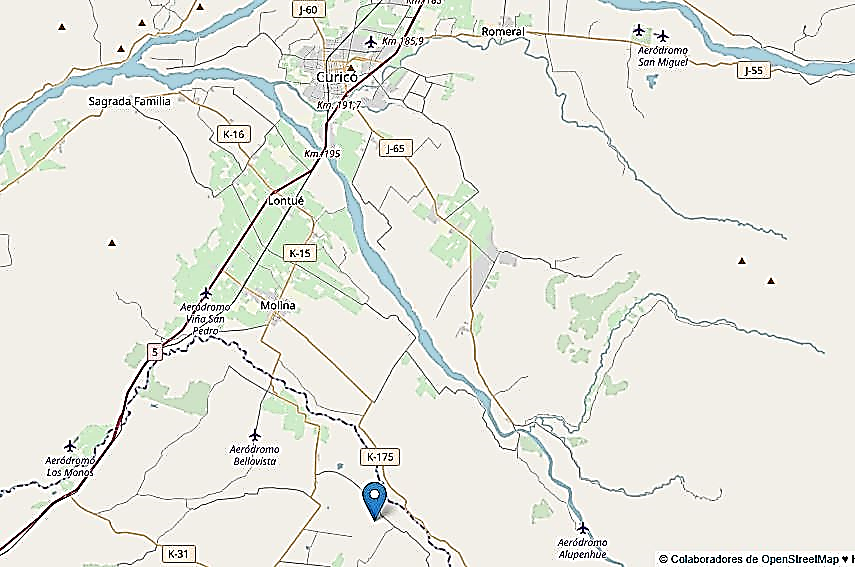 Km 183
J-60
Romeral
Km 185,9
Aeródromo
San Miguel
J-55
Curicó
Sagrada Familia
Km. 191,7
K-16
J-65
Km. 195
Lontué
K-15
Molina
Aeródromo
Viña San
Pedro
5
Aeródromo
Bellavista
Aeródromo
Los Monos
K-175
Aeródromo
Alupenhue
K-31
© Colaboradores de OpenStreetMap ♥